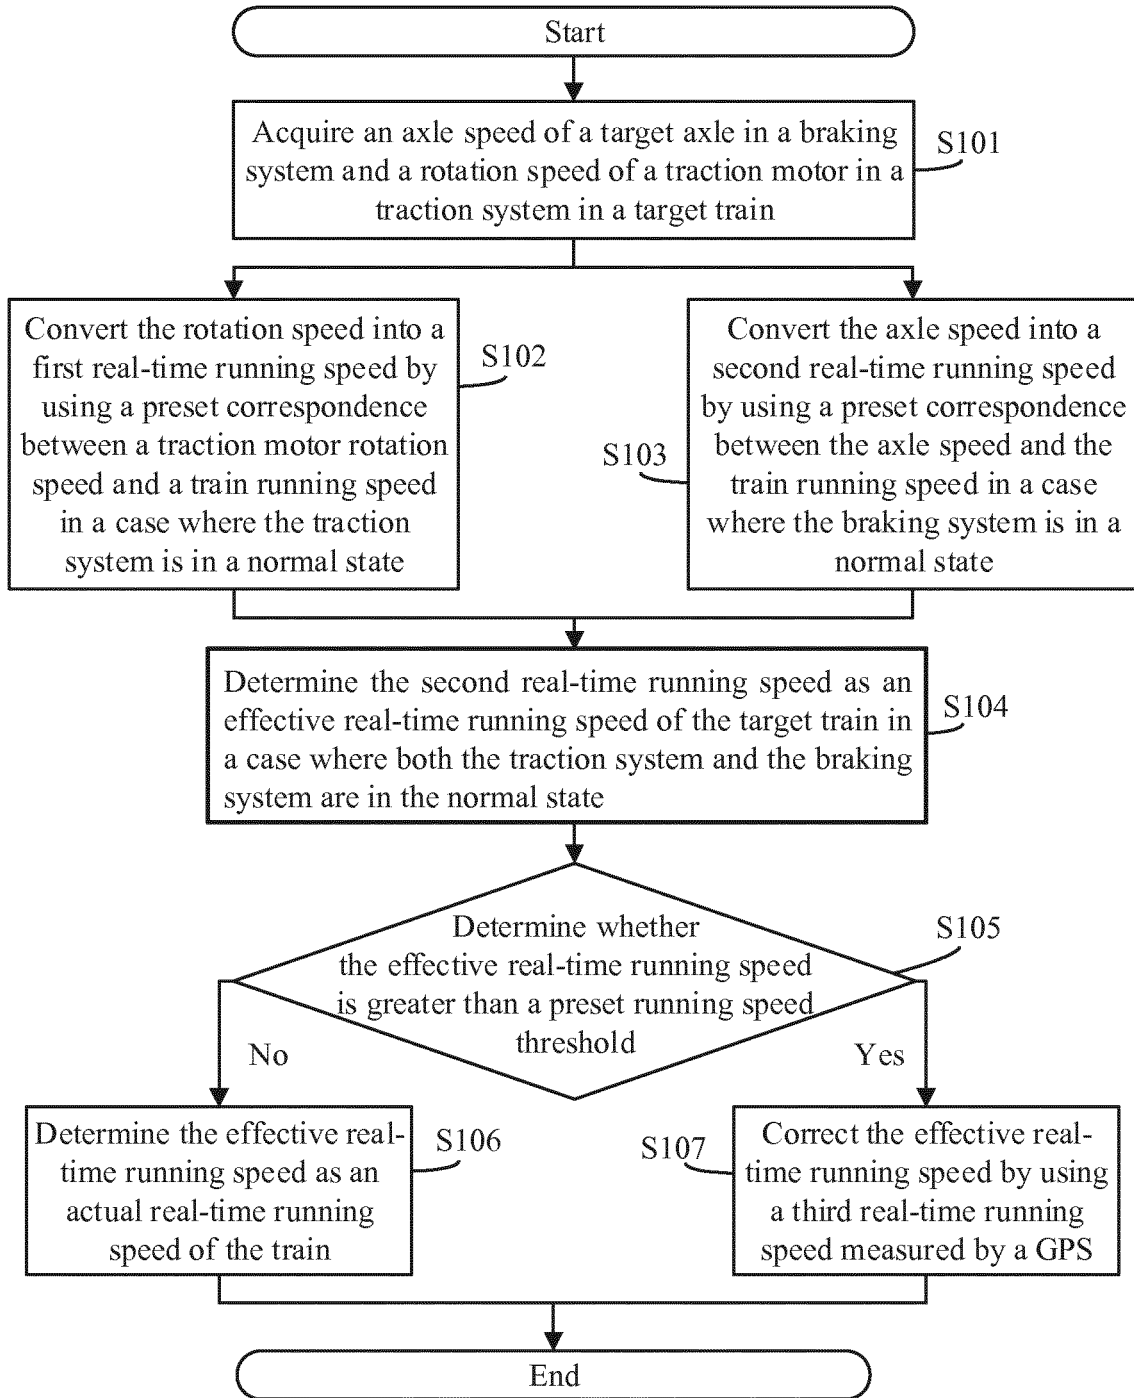 Start
Acquire an axle speed of a target axle in a braking
system and a rotation speed of a traction motor in a
traction system in a target train
S101
Convert the rotation speed into a
first real-time running speed by
using a preset correspondence
between a traction motor rotation
speed and a train running speed
in a case where the traction
system is in a normal state
S102
Convert the axle speed into a
second real-time running speed
by using a preset correspondence
between the axle speed and the
train running speed in a case
where the braking system is in a
normal state
S103
Determine the second real-time running speed as an
effective real-time running speed of the target train in
a case where both the traction system and the braking
system are in the normal state
S104
Determine whether
the effective real-time running speed
is greater than a preset running speed
threshold
S105
No
Yes
Determine the effective real-
time running speed as an
actual real-time running
speed of the train
S106
S107
Correct the effective real-
time running speed by using
a third real-time running
speed measured by a GPS
End